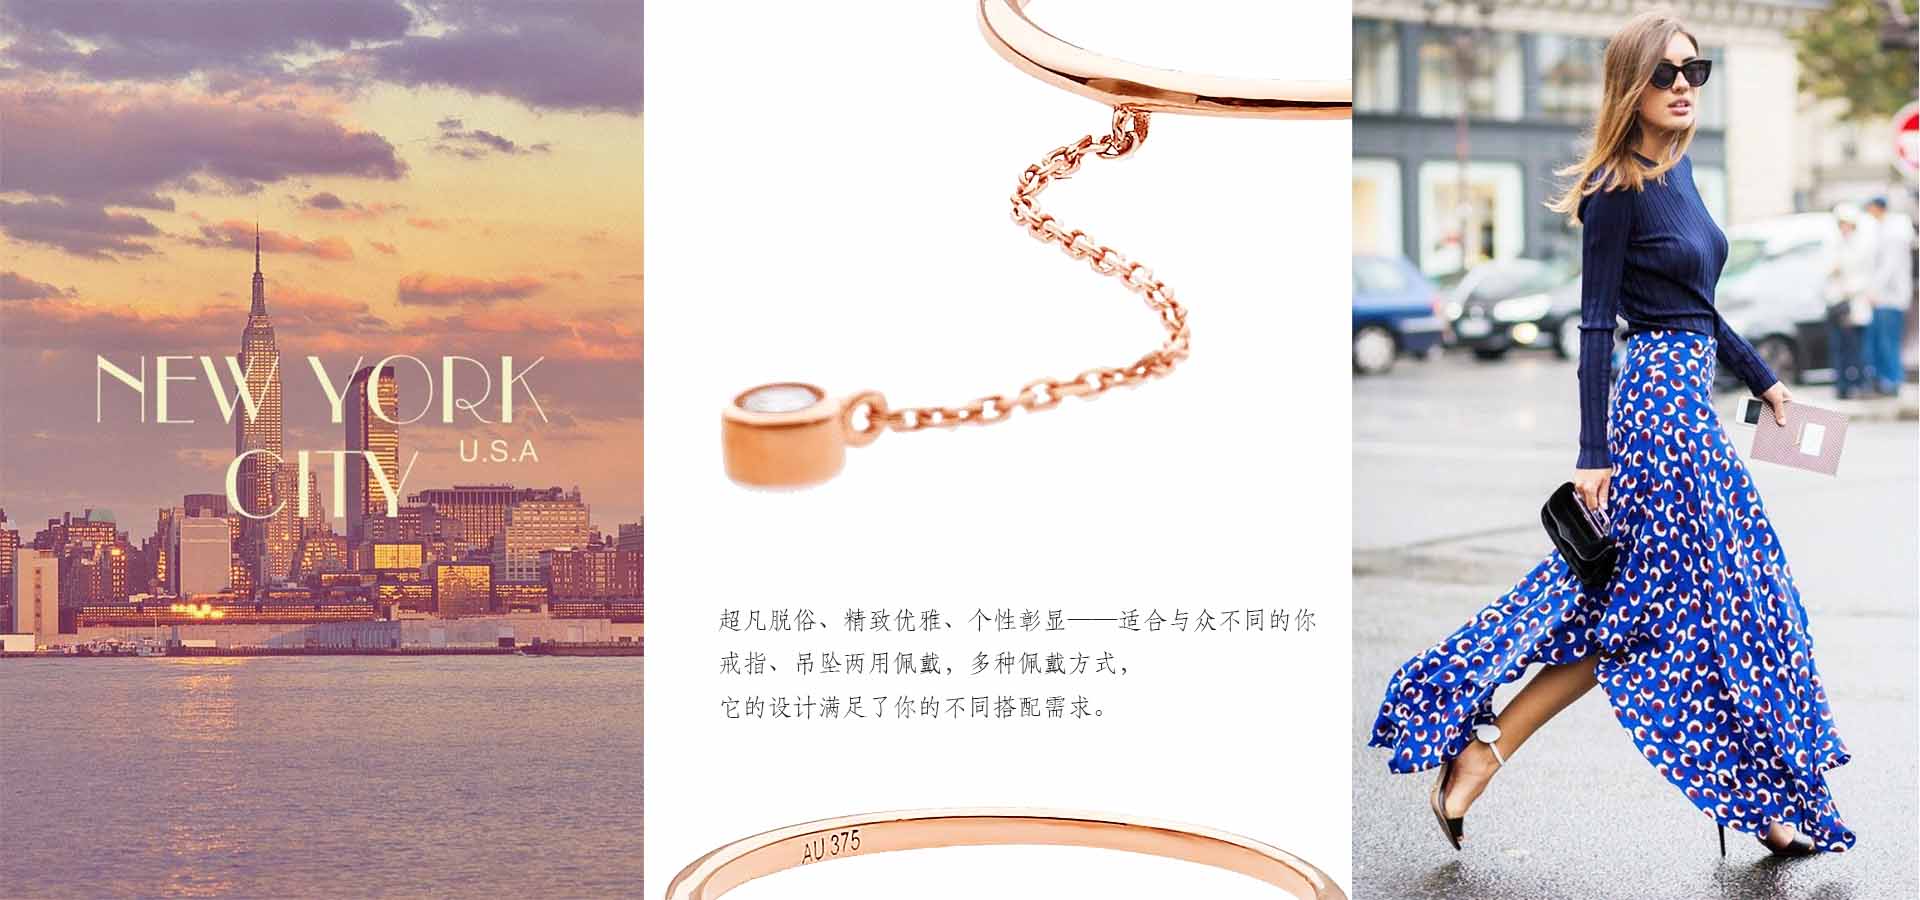 NEW YORK
CITY
U.S.A
超凡脱俗、精致优雅、个性彰显——适合与众不同的你
戒指、吊坠两用佩戴，多种佩戴方式，
它的设计满足了你的不同搭配需求。
AU 375